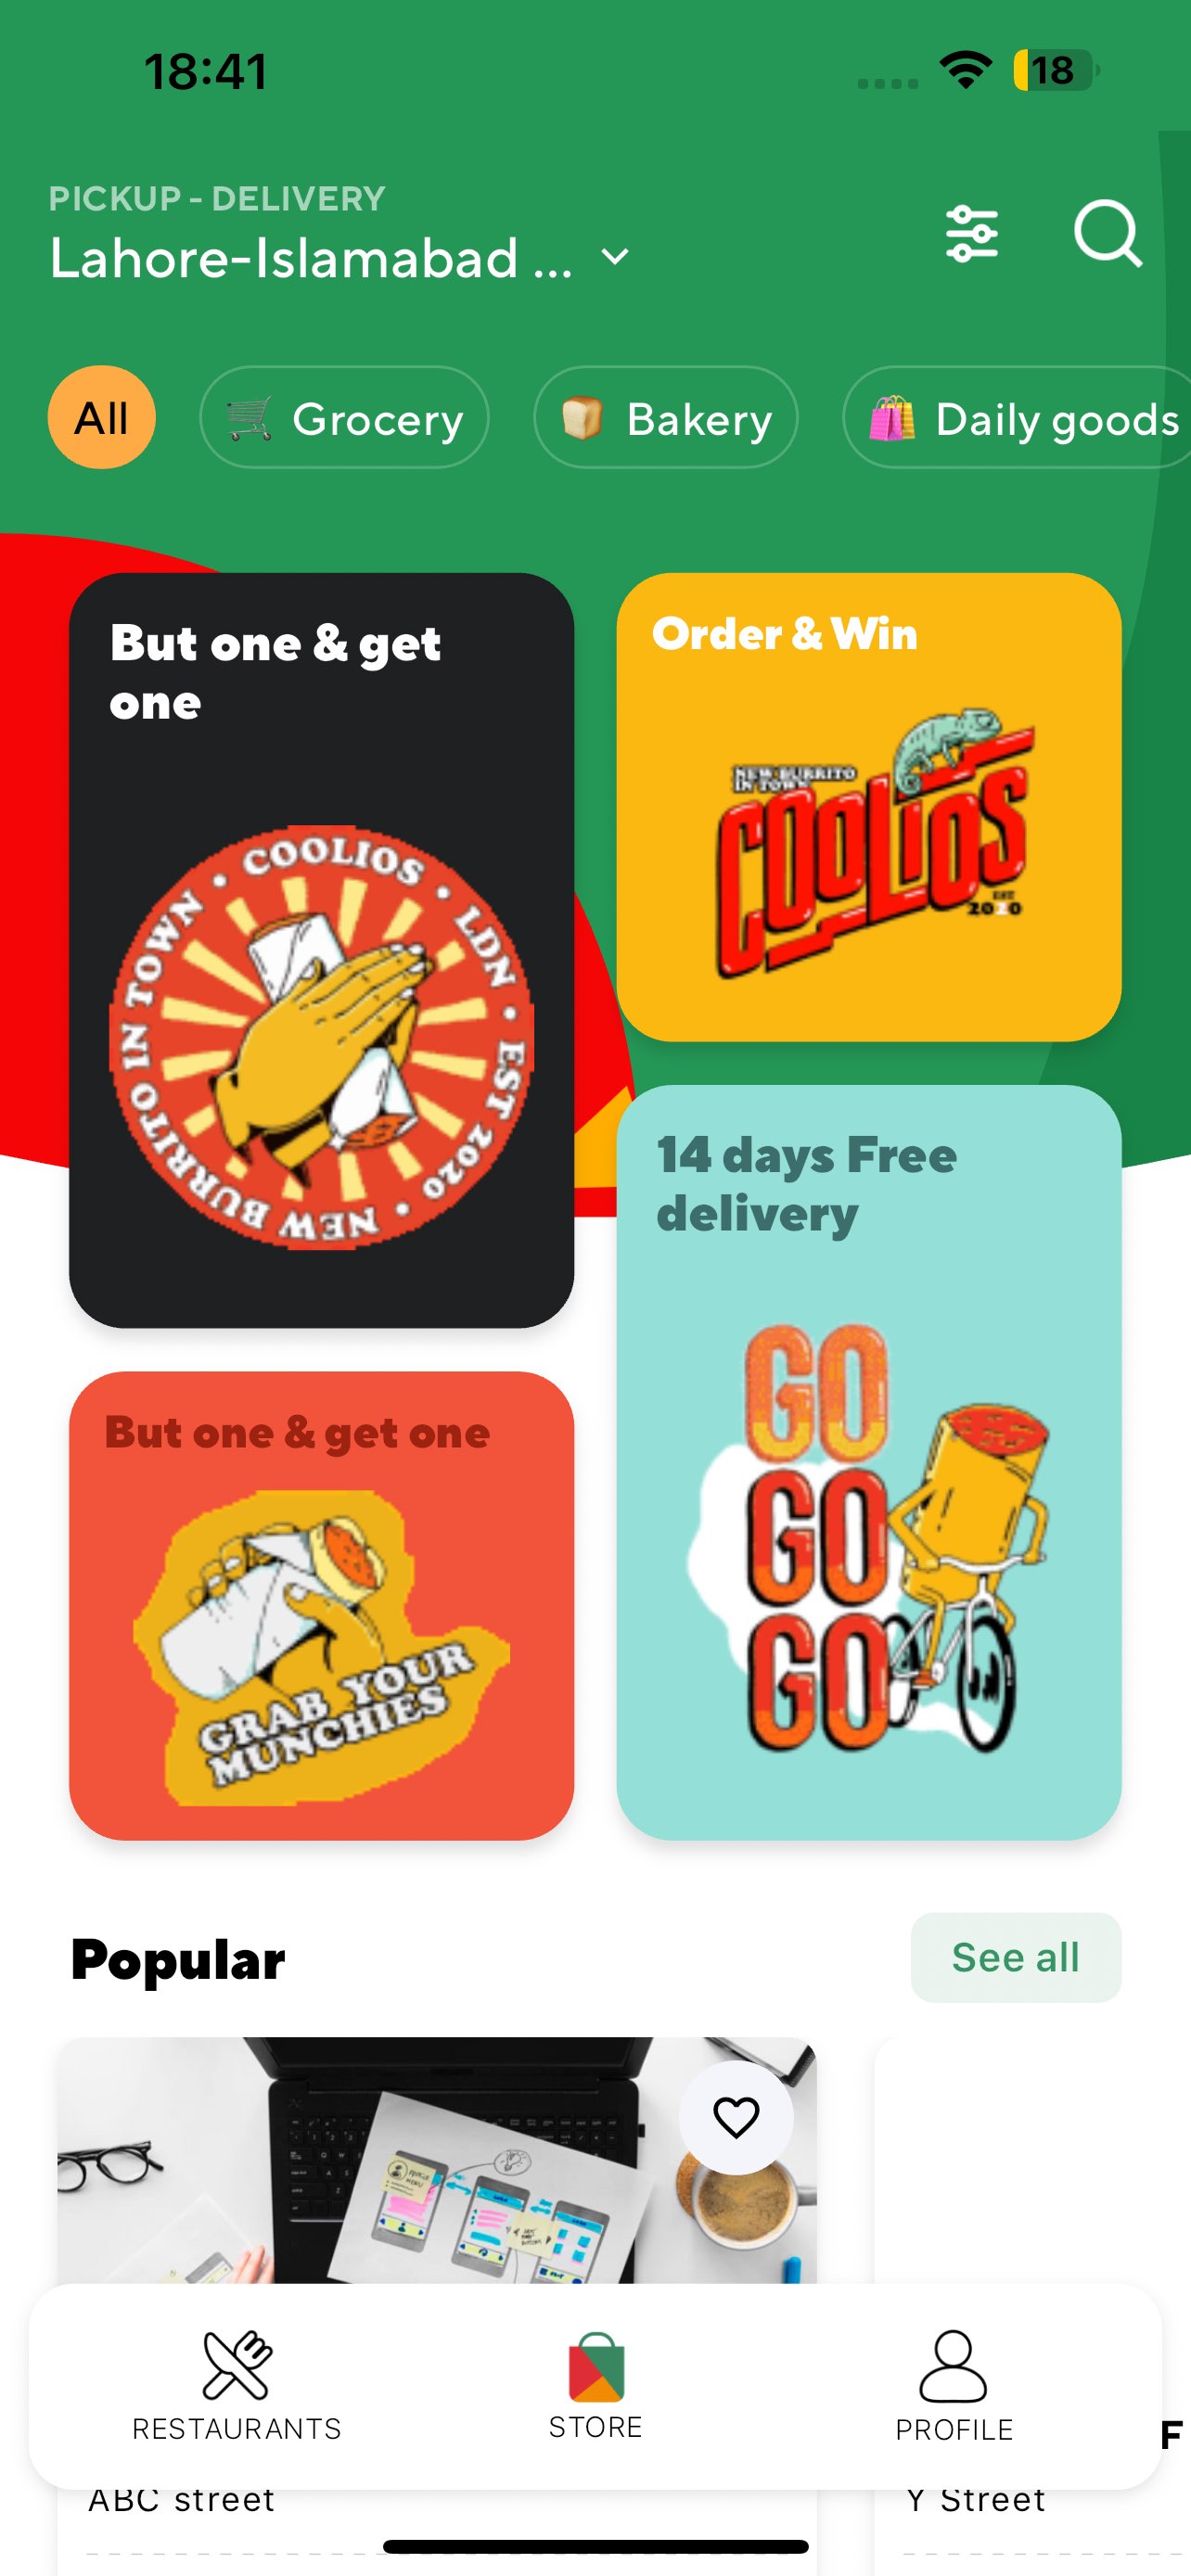 18:41
18
PICKUP - DELIVERY
Lahore-Islamabad ...
All
Grocery
Bakery
Daily goods
But one & get
one
COOLIOS • LDN • EST 2020 • NEW BURRITO IN TOWN •
Order & Win
NEW BURRITO
IN TOWN
COOLIOS
EST
2020
14 days Free
delivery
GO
GO
GO
But one & get one
GRAB YOUR
MUNCHIES
Popular
See all
RESTAURANTS
STORE
PROFILE
F
ABC street
Y Street